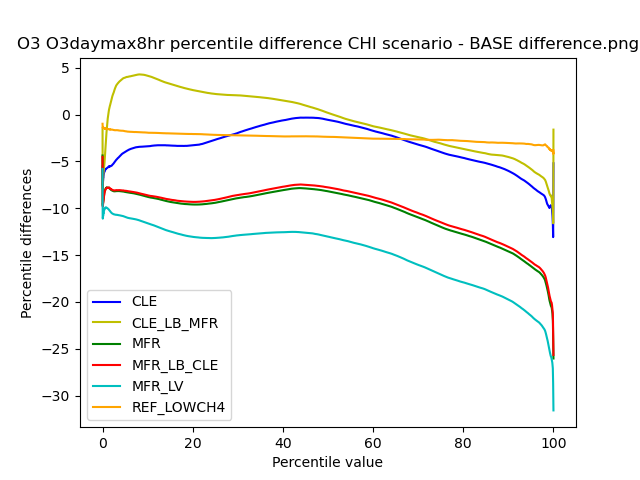 O3 O3daymax8hr percentile difference CHI scenario - BASE difference.png
5
0
−5
−10
−15
−20
−25
−30
Percentile differences
CLE
CLE_LB_MFR
MFR
MFR_LB_CLE
MFR_LV
REF_LOWCH4
0 20 40 60 80 100
Percentile value